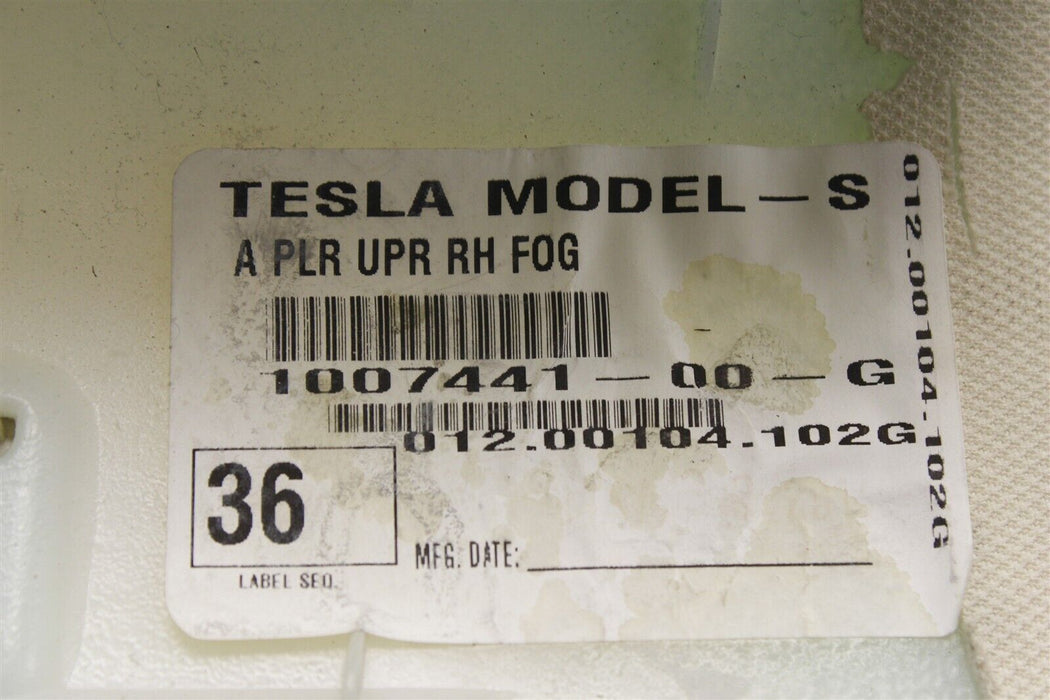 TESLA MODEL-S
A PLR UPR RH FOG
1007441-00-G
012.00104.102G
36
LABEL SEQ.
MFG. DATE:
012.00104.102G